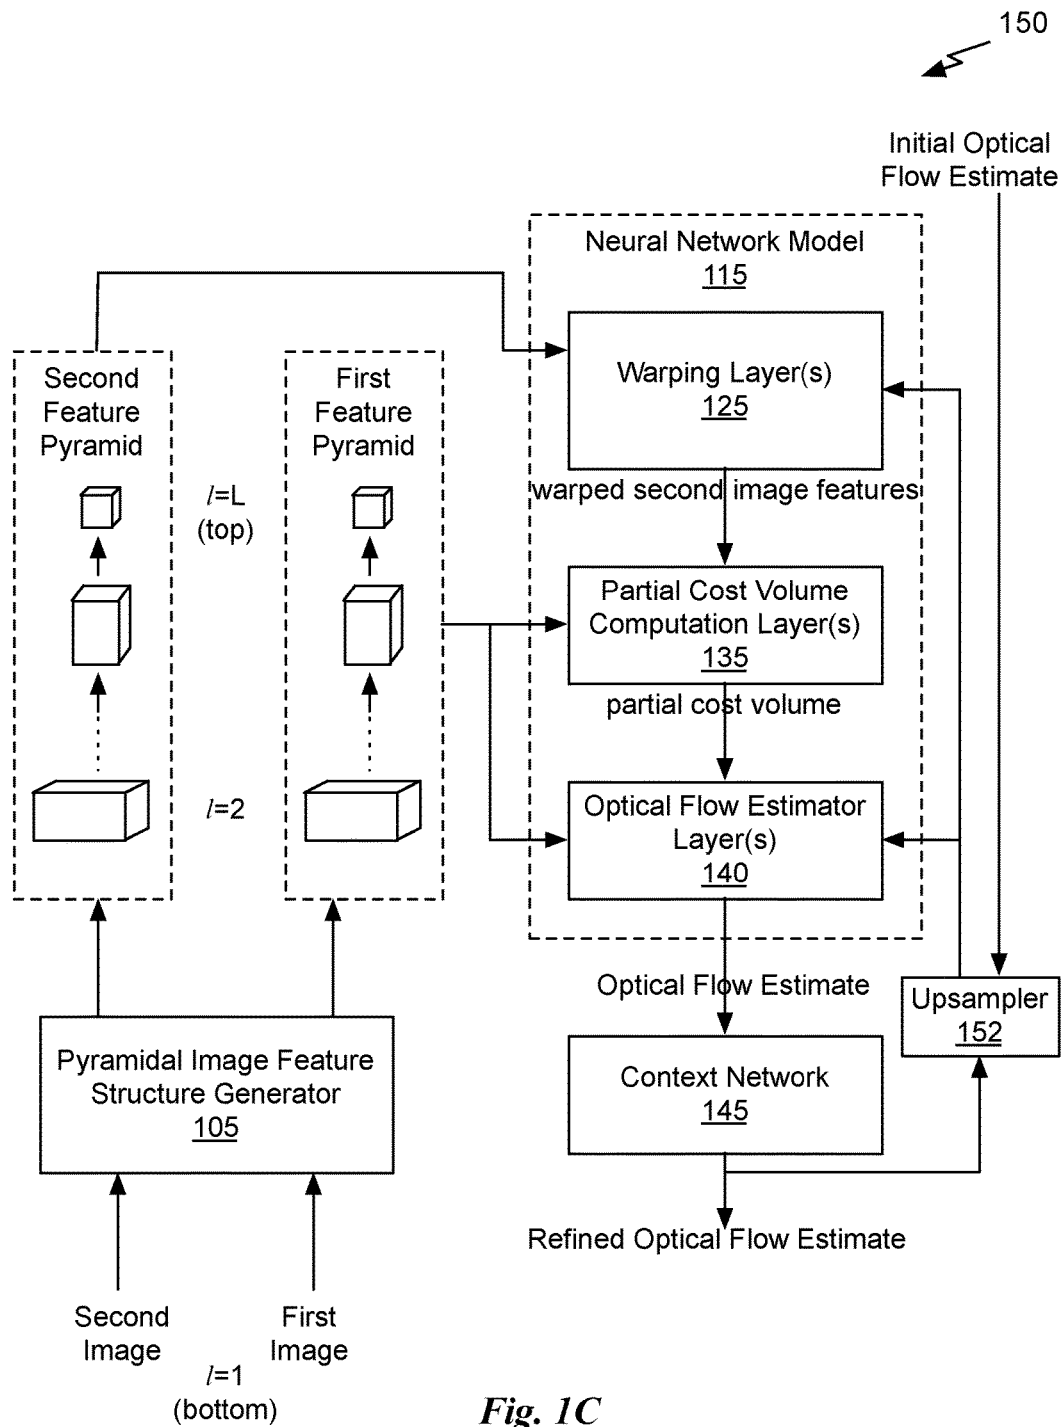 150
Initial Optical
Flow Estimate
Neural Network Model
115
Warping Layer(s)
125
warped second image features
Second
Feature
Pyramid
First
Feature
Pyramid
l=L
(top)
Partial Cost Volume
Computation Layer(s)
135
partial cost volume
l=2
Optical Flow Estimator
Layer(s)
140
Optical Flow Estimate
Upsampler
152
Pyramidal Image Feature
Structure Generator
105
Context Network
145
Refined Optical Flow Estimate
Second
Image
First
Image
l=1
(bottom)
Fig. 1C